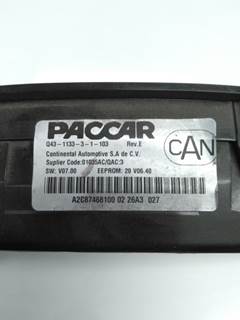 PACCAR
Q43-1133-3-1-103 Rev.E
Continental Automotive S.A de C.V.
Suplier Code:01035AC/QAC:3
SW: V07.00 EEPROM: 20 V06.40
CAN
A2C87468100 02 26A3 027